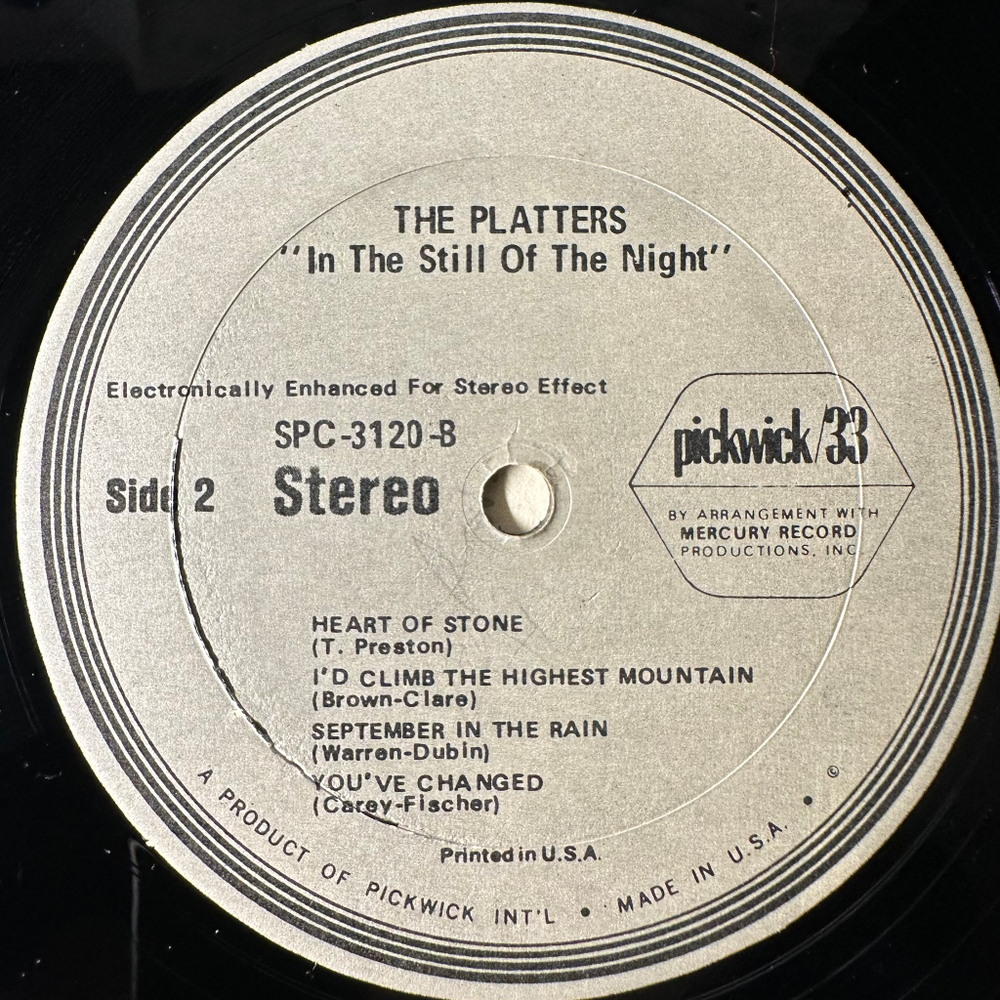 THE PLATTERS
"In The Still Of The Night"
Electronically Enhanced For Stereo Effect
SPC-3120-B
Side 2 Stereo
pickwick/33
BY ARRANGEMENT WITH
MERCURY RECORD
PRODUCTIONS, INC
HEART OF STONE
(T. Preston)
I'D CLIMB THE HIGHEST MOUNTAIN
(Brown-Clare)
SEPTEMBER IN THE RAIN
(Warren-Dubin)
YOU'VE CHANGED
(Carey-Fischer)
Printed in U.S.A.
A PRODUCT OF PICKWICK INT'L • MADE IN U.S.A. • ©